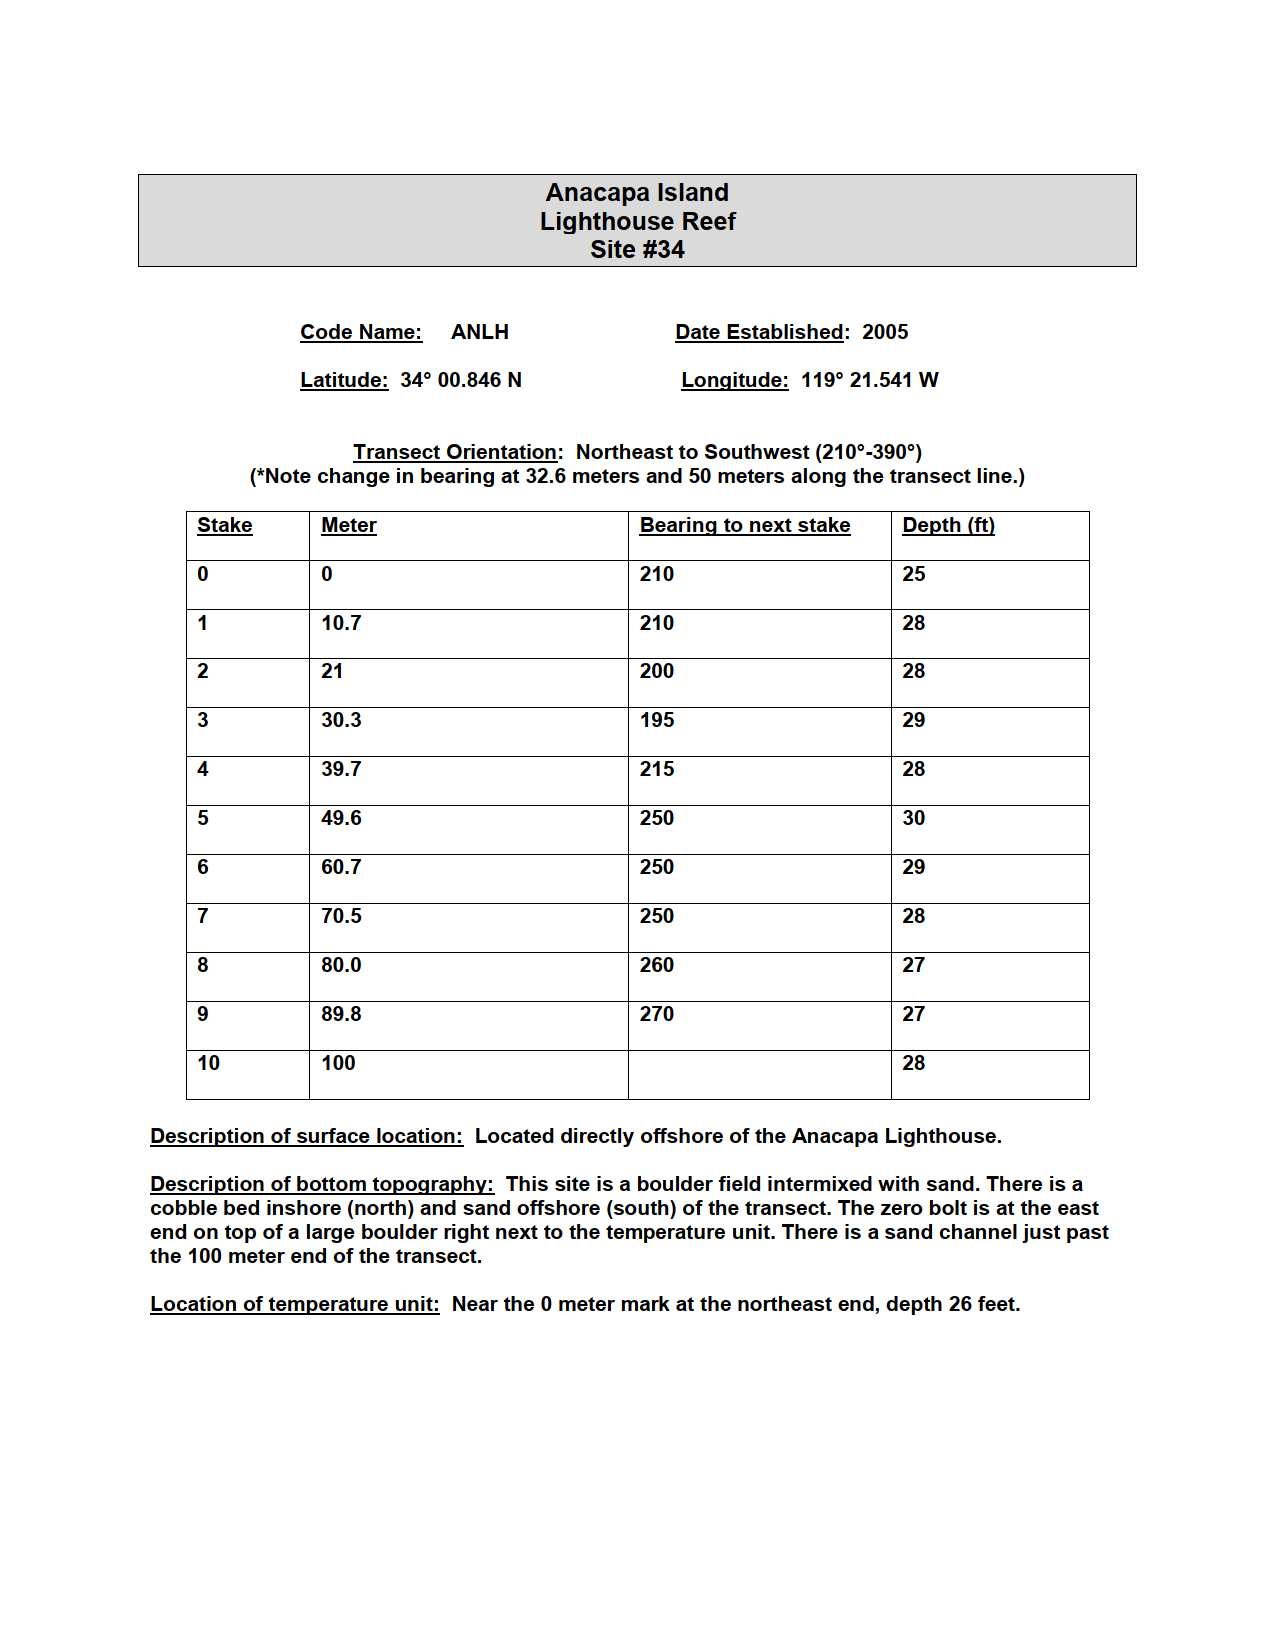 Anacapa Island
Lighthouse Reef
Site #34
Code Name: ANLH Date Established: 2005
Latitude: 34° 00.846 N Longitude: 119° 21.541 W
Transect Orientation: Northeast to Southwest (210°-390°)
(*Note change in bearing at 32.6 meters and 50 meters along the transect line.)
Stake Meter Bearing to next stake Depth (ft)
0 0 210 25
1 10.7 210 28
2 21 200 28
3 30.3 195 29
4 39.7 215 28
5 49.6 250 30
6 60.7 250 29
7 70.5 250 28
8 80.0 260 27
9 89.8 270 27
10 100 28
Description of surface location: Located directly offshore of the Anacapa Lighthouse.
Description of bottom topography: This site is a boulder field intermixed with sand. There is a
cobble bed inshore (north) and sand offshore (south) of the transect. The zero bolt is at the east
end on top of a large boulder right next to the temperature unit. There is a sand channel just past
the 100 meter end of the transect.
Location of temperature unit: Near the 0 meter mark at the northeast end, depth 26 feet.